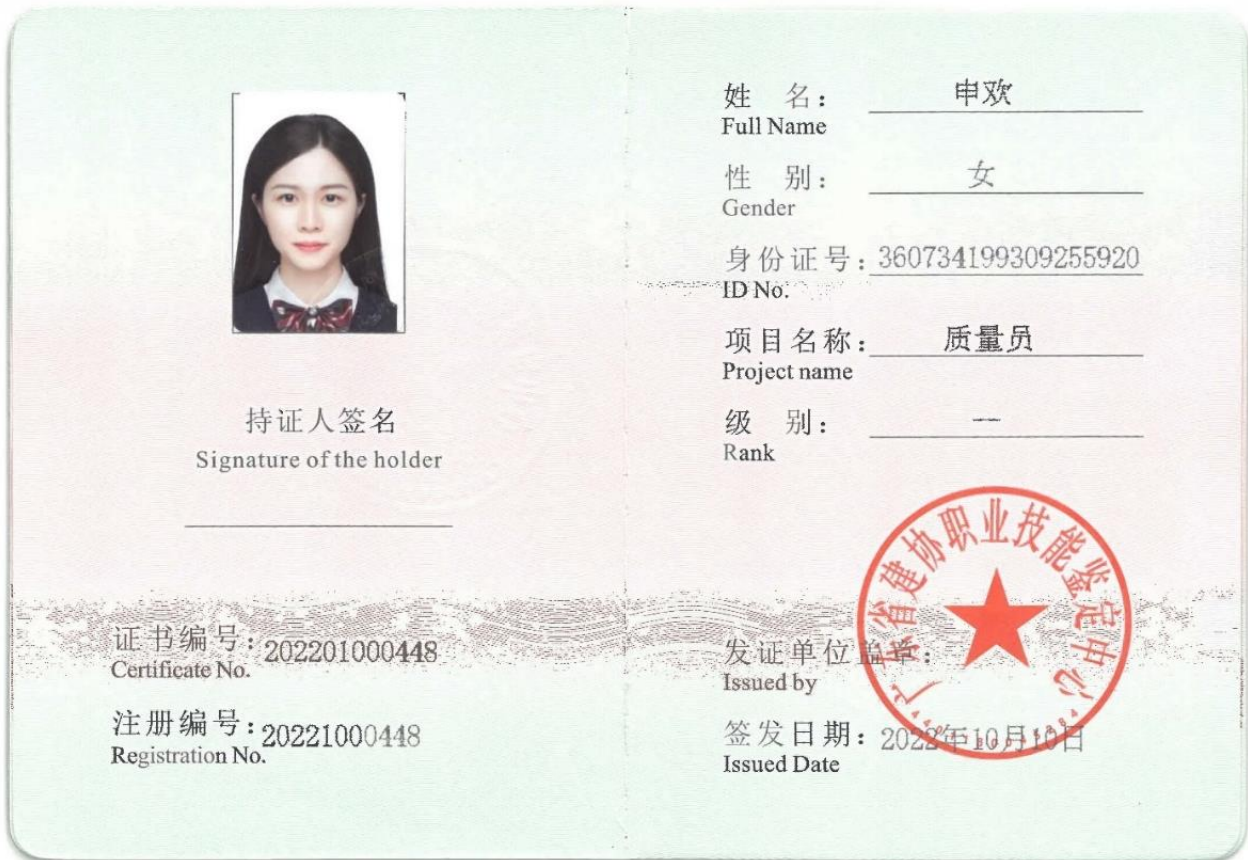 持证人签名
Signature of the holder
证书编号：202201000448
Certificate No.
注册编号：20221000448
Registration No.
姓 名： 申欢
Full Name
性 别： 女
Gender
身份证号：360734199309255920
ID No.
项目名称： 质量员
Project name
级 别： 一
Rank
广东省建协职业技能鉴定中心
发证单位盖章：
Issued by
签发日期：2022年10月10日
Issued Date